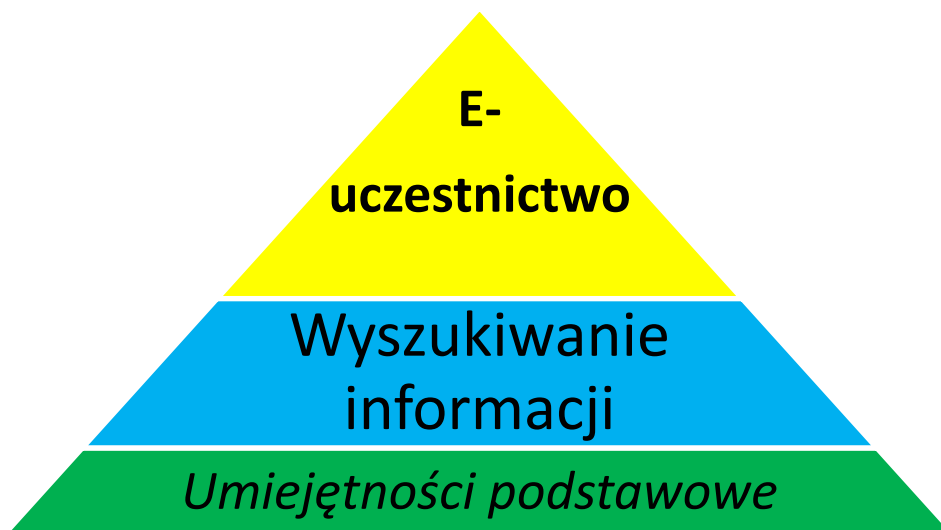 E-
uczestnictwo
Wyszukiwanie
informacji
Umiejętności podstawowe